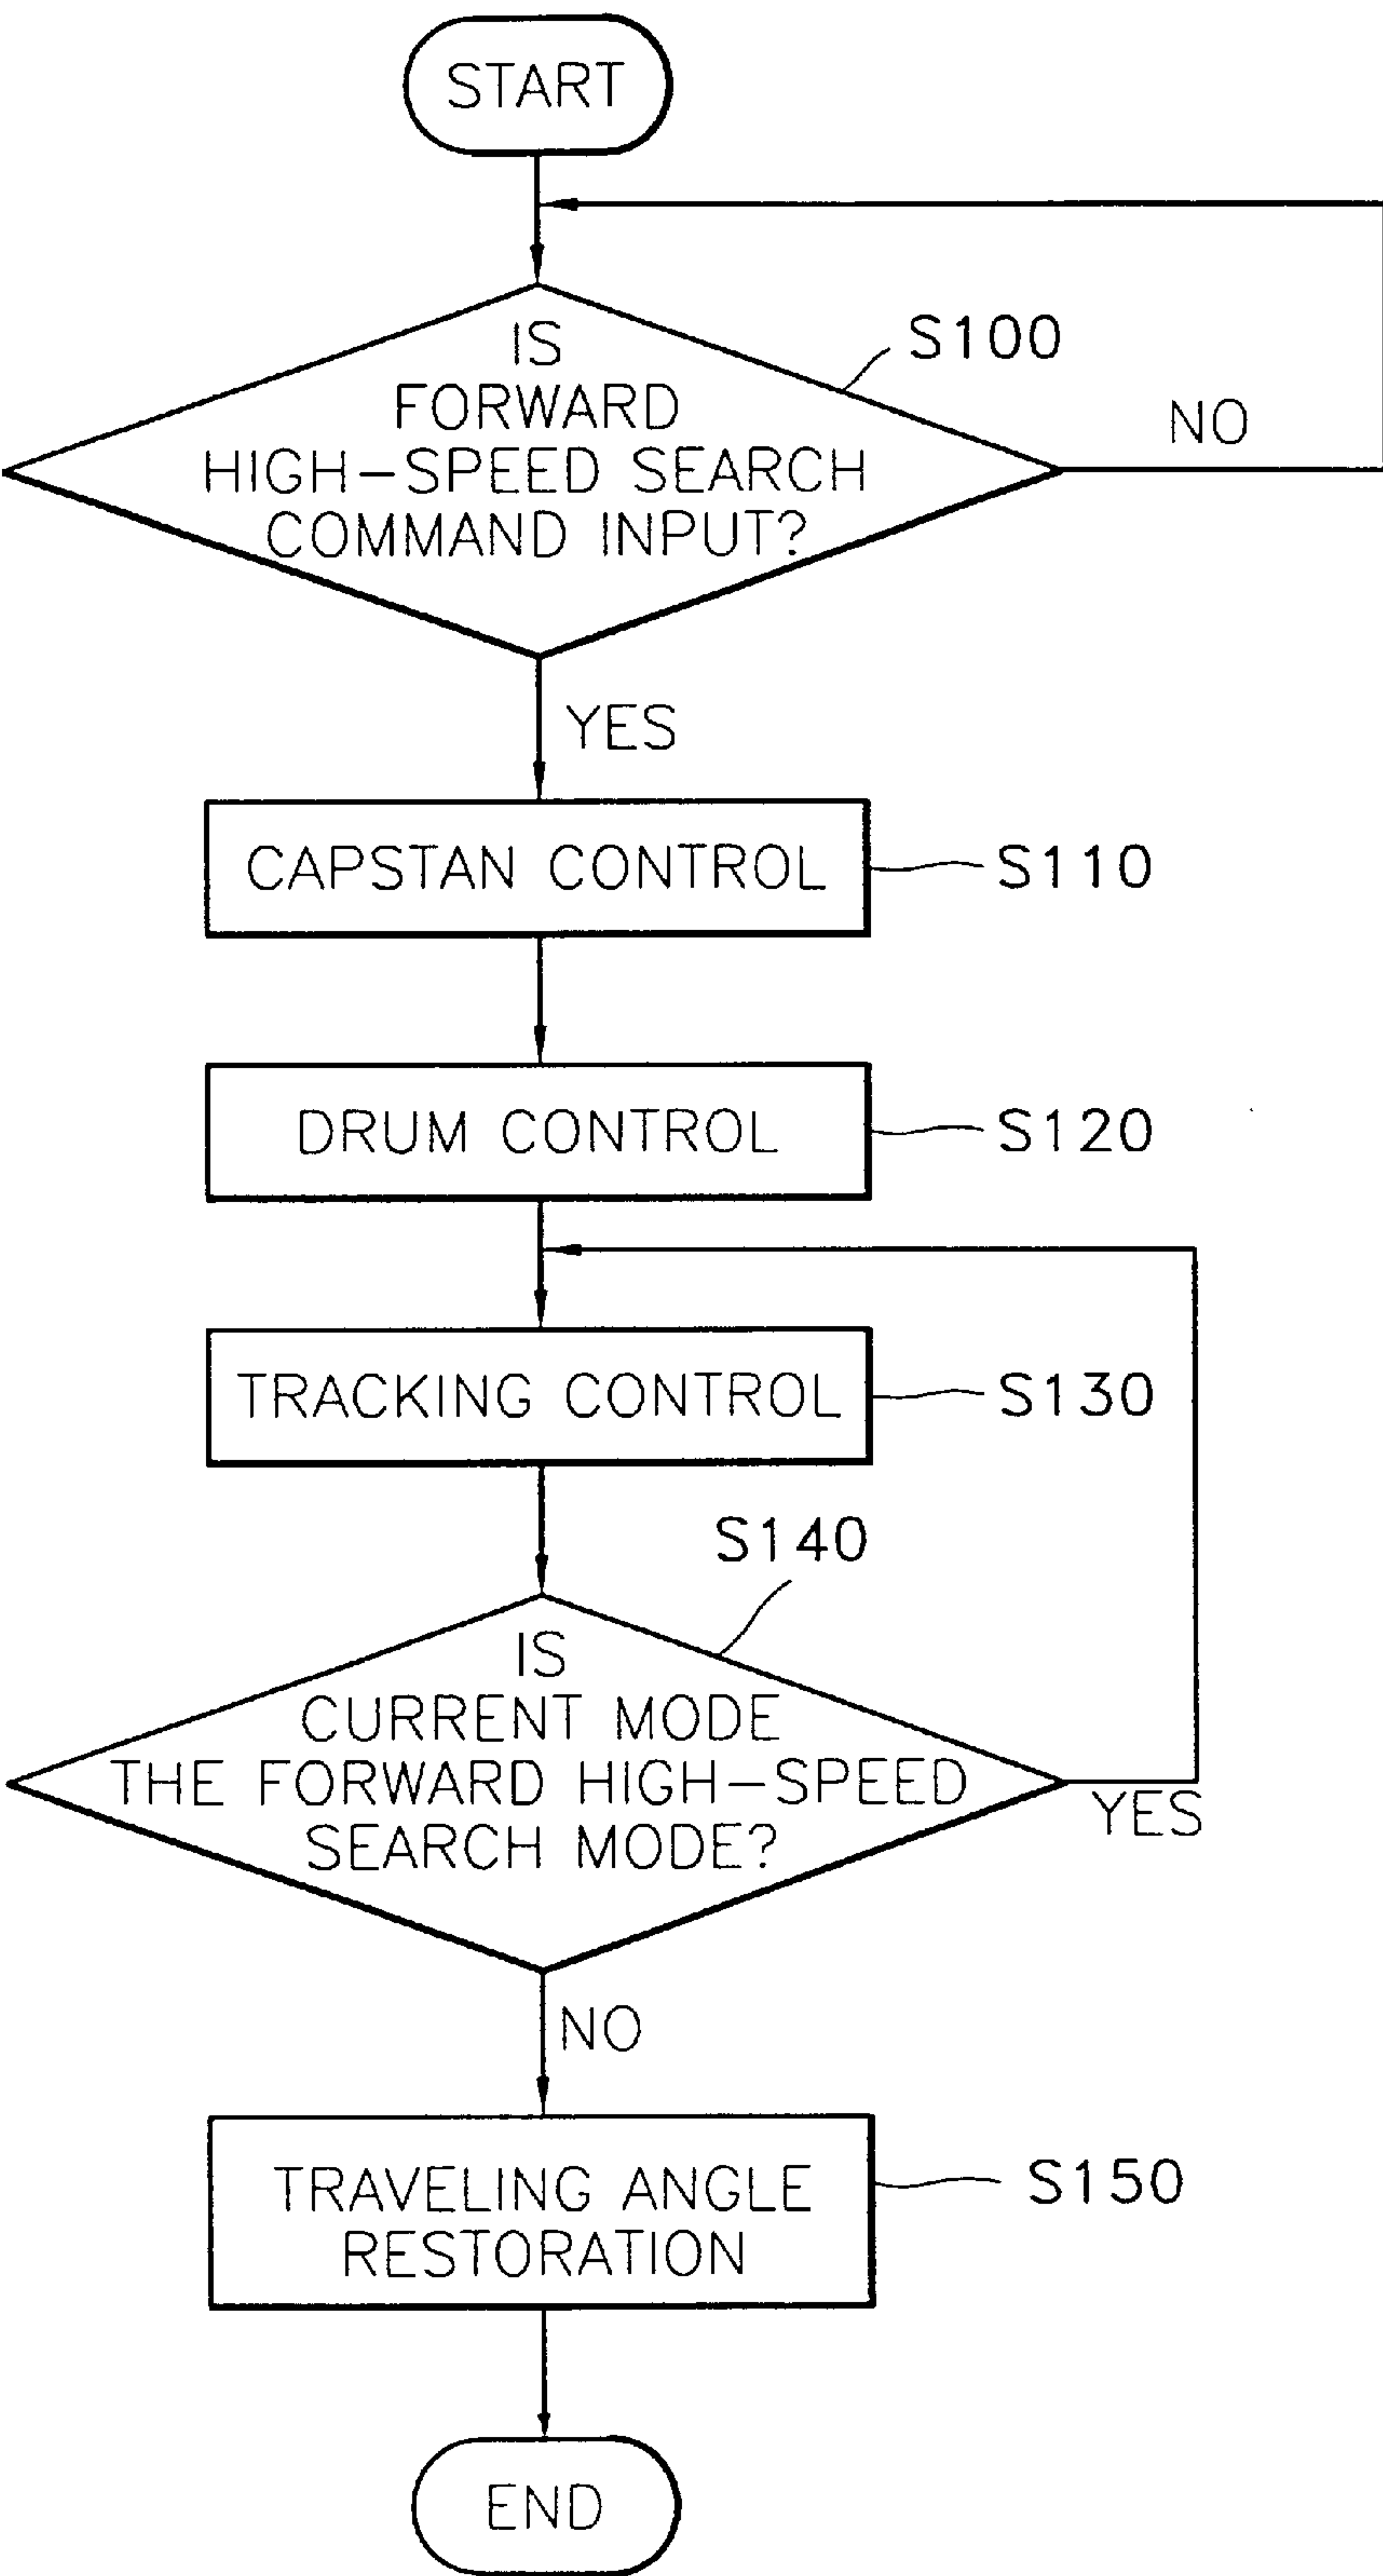 START
IS
FORWARD
HIGH-SPEED SEARCH
COMMAND INPUT?
S100
NO
YES
CAPSTAN CONTROL
S110
DRUM CONTROL
S120
TRACKING CONTROL
S130
S140
IS
CURRENT MODE
THE FORWARD HIGH-SPEED
SEARCH MODE?
YES
NO
TRAVELING ANGLE
RESTORATION
S150
END